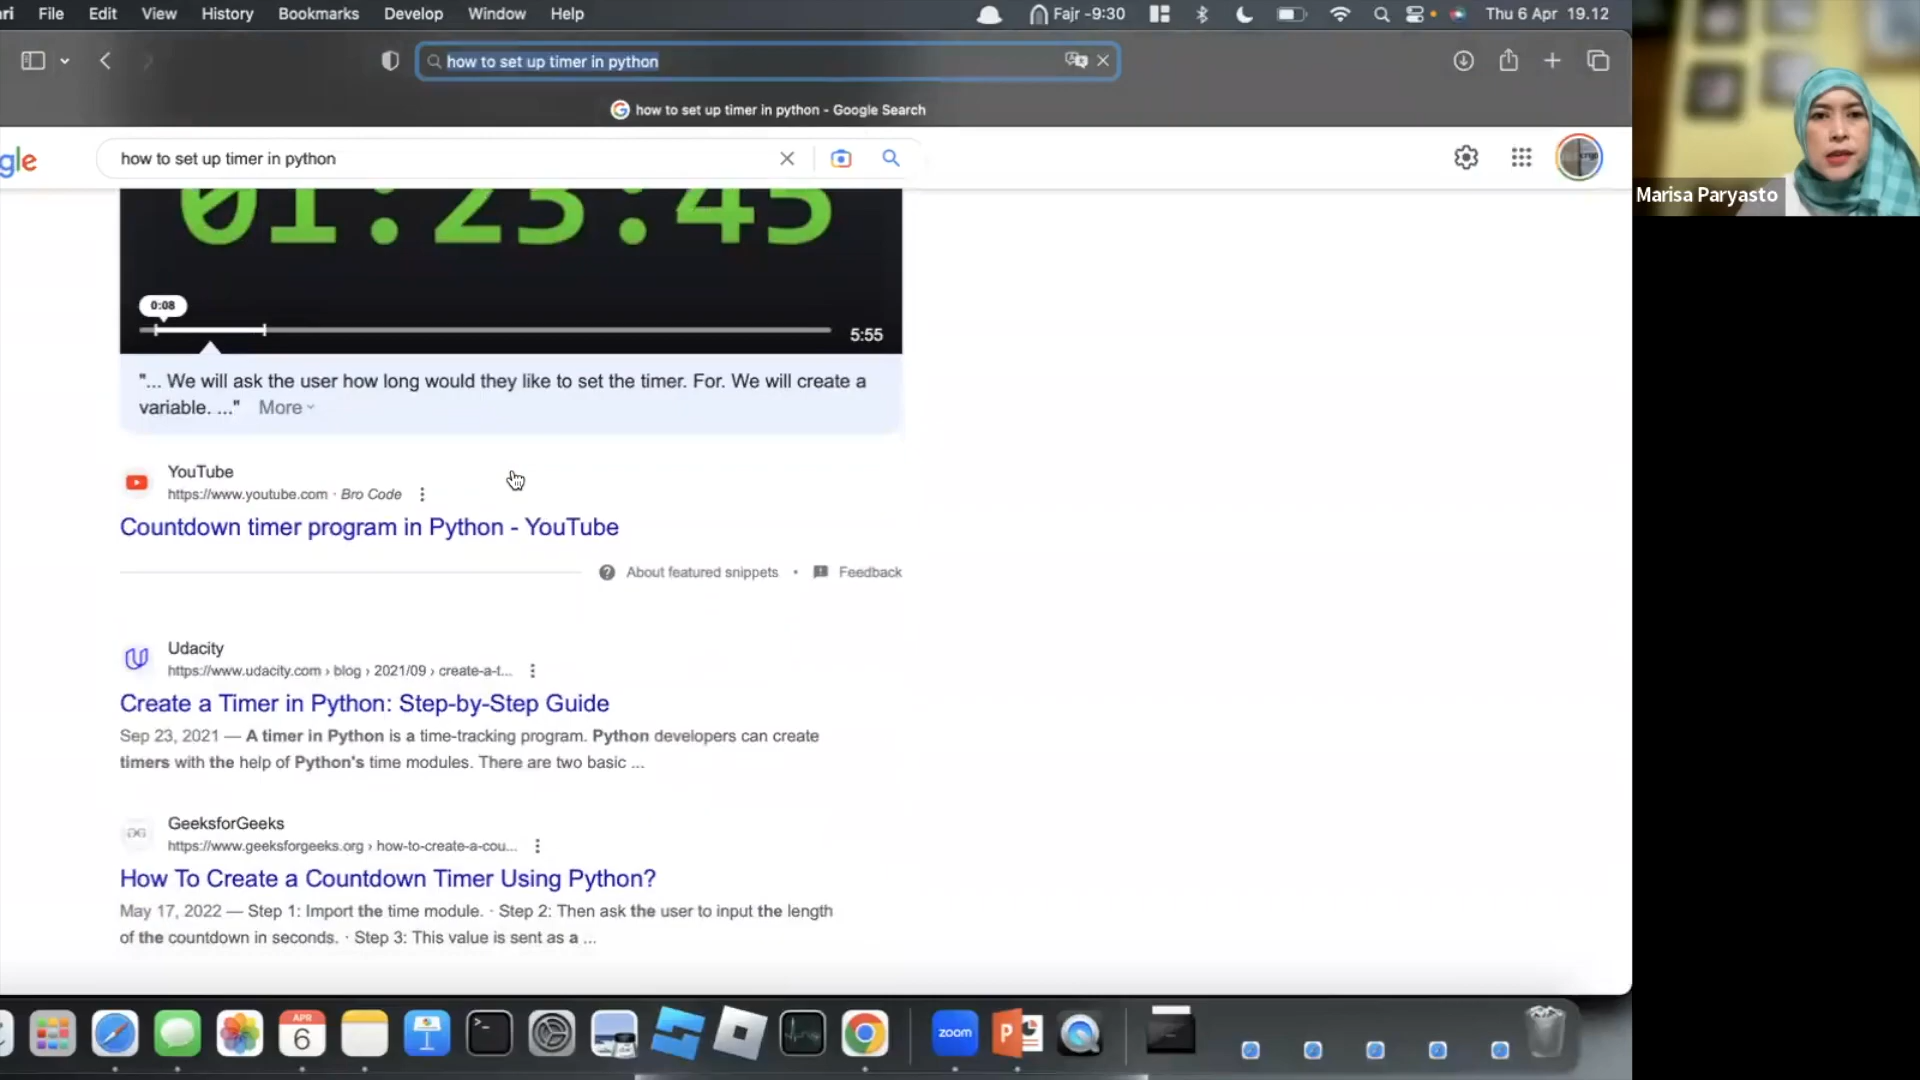 ri File Edit View History Bookmarks Develop Window Help Fajr -9:30 Thu 6 Apr 19.12
how to set up timer in python
how to set up timer in python - Google Search
gle how to set up timer in python
01:23:45
0:08
5:55
"... We will ask the user how long would they like to set the timer. For. We will create a
variable. ..." More
YouTube
https://www.youtube.com · Bro Code
Countdown timer program in Python - YouTube
About featured snippets • Feedback
Udacity
https://www.udacity.com › blog › 2021/09 › create-a-t...
Create a Timer in Python: Step-by-Step Guide
Sep 23, 2021 — A timer in Python is a time-tracking program. Python developers can create
timers with the help of Python's time modules. There are two basic ...
GeeksforGeeks
https://www.geeksforgeeks.org › how-to-create-a-cou...
How To Create a Countdown Timer Using Python?
May 17, 2022 — Step 1: Import the time module. · Step 2: Then ask the user to input the length
of the countdown in seconds. · Step 3: This value is sent as a ...
Marisa Paryasto
APR
6
zoom
P